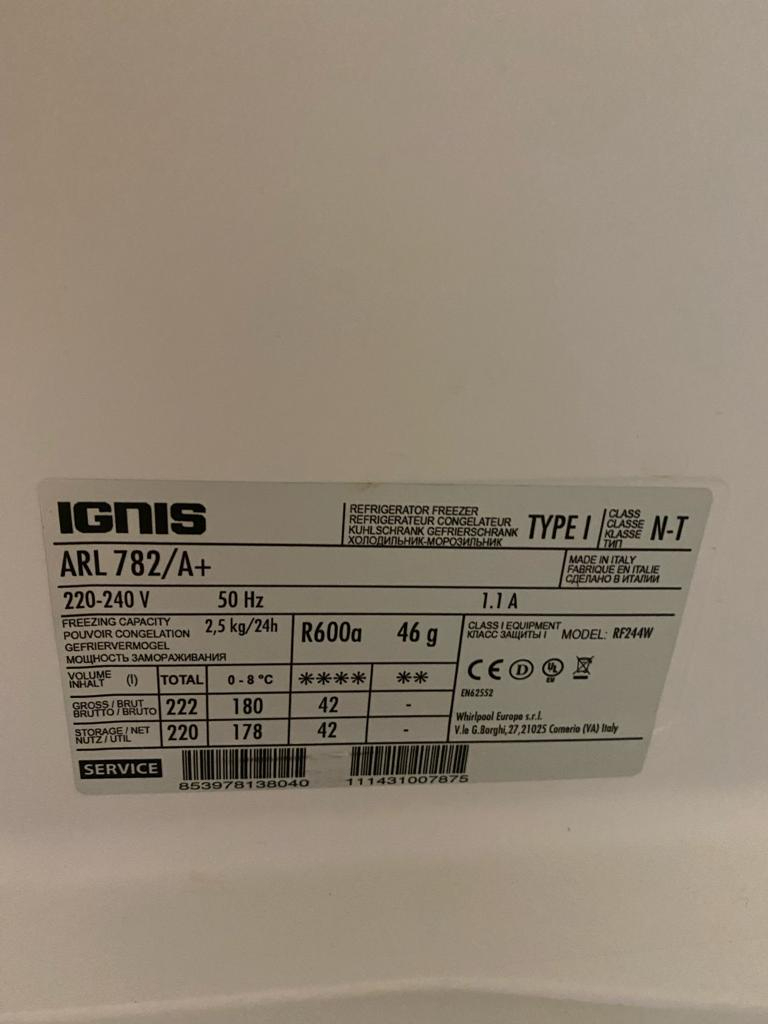 IGNIS
REFRIGERATOR FREEZER
REFRIGERATEUR CONGELATEUR
KUHLSCHRANK GEFRIERSCHRANK
ХОЛОДИЛЬНИК-МОРОЗИЛЬНИК
TYPE I
CLASS
CLASSE
KLASSE
ТИП
N-T
ARL 782/A+
MADE IN ITALY
FABRIQUE EN ITALIE
СДЕЛАНО В ИТАЛИИ
220-240 V 50 Hz 1.1 A
FREEZING CAPACITY
POUVOIR CONGELATION
GEFRIERVERMOGEL
МОЩНОСТЬ ЗАМОРАЖИВАНИЯ
2,5 kg/24h
R600a 46 g
CLASS I EQUIPMENT
КЛАСС ЗАЩИТЫ I
MODEL: RF244W
VOLUME
INHALT (l) TOTAL 0 - 8 °C **** **
GROSS / BRUT
BRUTTO / BRUTO 222 180 42 -
STORAGE / NET
NUTZ / UTIL 220 178 42 -
CE D UL
EN62552
Whirlpool Europe s.r.l.
V.le G.Borghi,27,21025 Comerio (VA) Italy
SERVICE
853978138040 111431007875